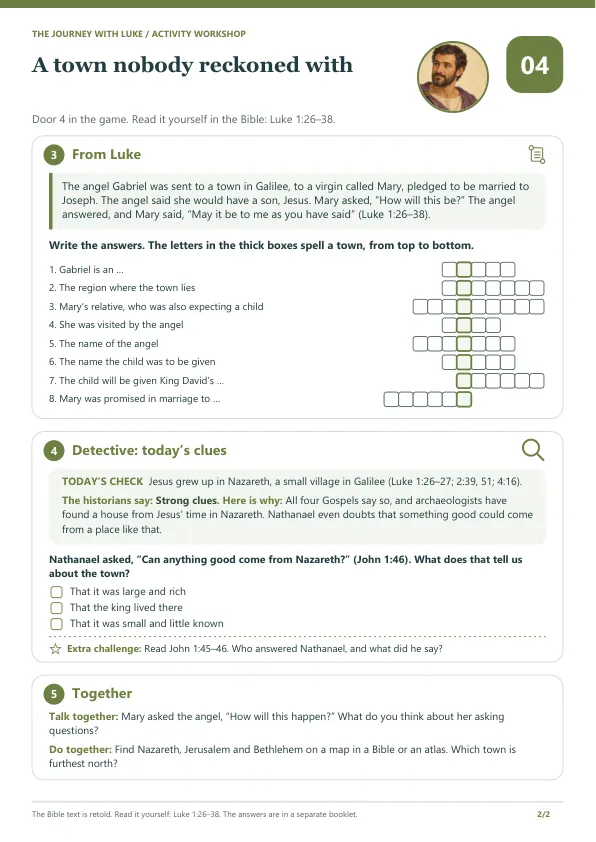 THE JOURNEY WITH LUKE / ACTIVITY WORKSHOP
A town nobody reckoned with
04
Door 4 in the game. Read it yourself in the Bible: Luke 1:26–38.
3 From Luke
The angel Gabriel was sent to a town in Galilee, to a virgin called Mary, pledged to be married to
Joseph. The angel said she would have a son, Jesus. Mary asked, “How will this be?” The angel
answered, and Mary said, “May it be to me as you have said” (Luke 1:26–38).
Write the answers. The letters in the thick boxes spell a town, from top to bottom.
1. Gabriel is an ...
2. The region where the town lies
3. Mary’s relative, who was also expecting a child
4. She was visited by the angel
5. The name of the angel
6. The name the child was to be given
7. The child will be given King David’s ...
8. Mary was promised in marriage to ...
4 Detective: today’s clues
TODAY’S CHECK Jesus grew up in Nazareth, a small village in Galilee (Luke 1:26–27; 2:39, 51; 4:16).
The historians say: Strong clues. Here is why: All four Gospels say so, and archaeologists have
found a house from Jesus’ time in Nazareth. Nathanael even doubts that something good could come
from a place like that.
Nathanael asked, “Can anything good come from Nazareth?” (John 1:46). What does that tell us
about the town?
That it was large and rich
That the king lived there
That it was small and little known
Extra challenge: Read John 1:45–46. Who answered Nathanael, and what did he say?
5 Together
Talk together: Mary asked the angel, “How will this happen?” What do you think about her asking
questions?
Do together: Find Nazareth, Jerusalem and Bethlehem on a map in a Bible or an atlas. Which town is
furthest north?
The Bible text is retold. Read it yourself: Luke 1:26–38. The answers are in a separate booklet.
2/2